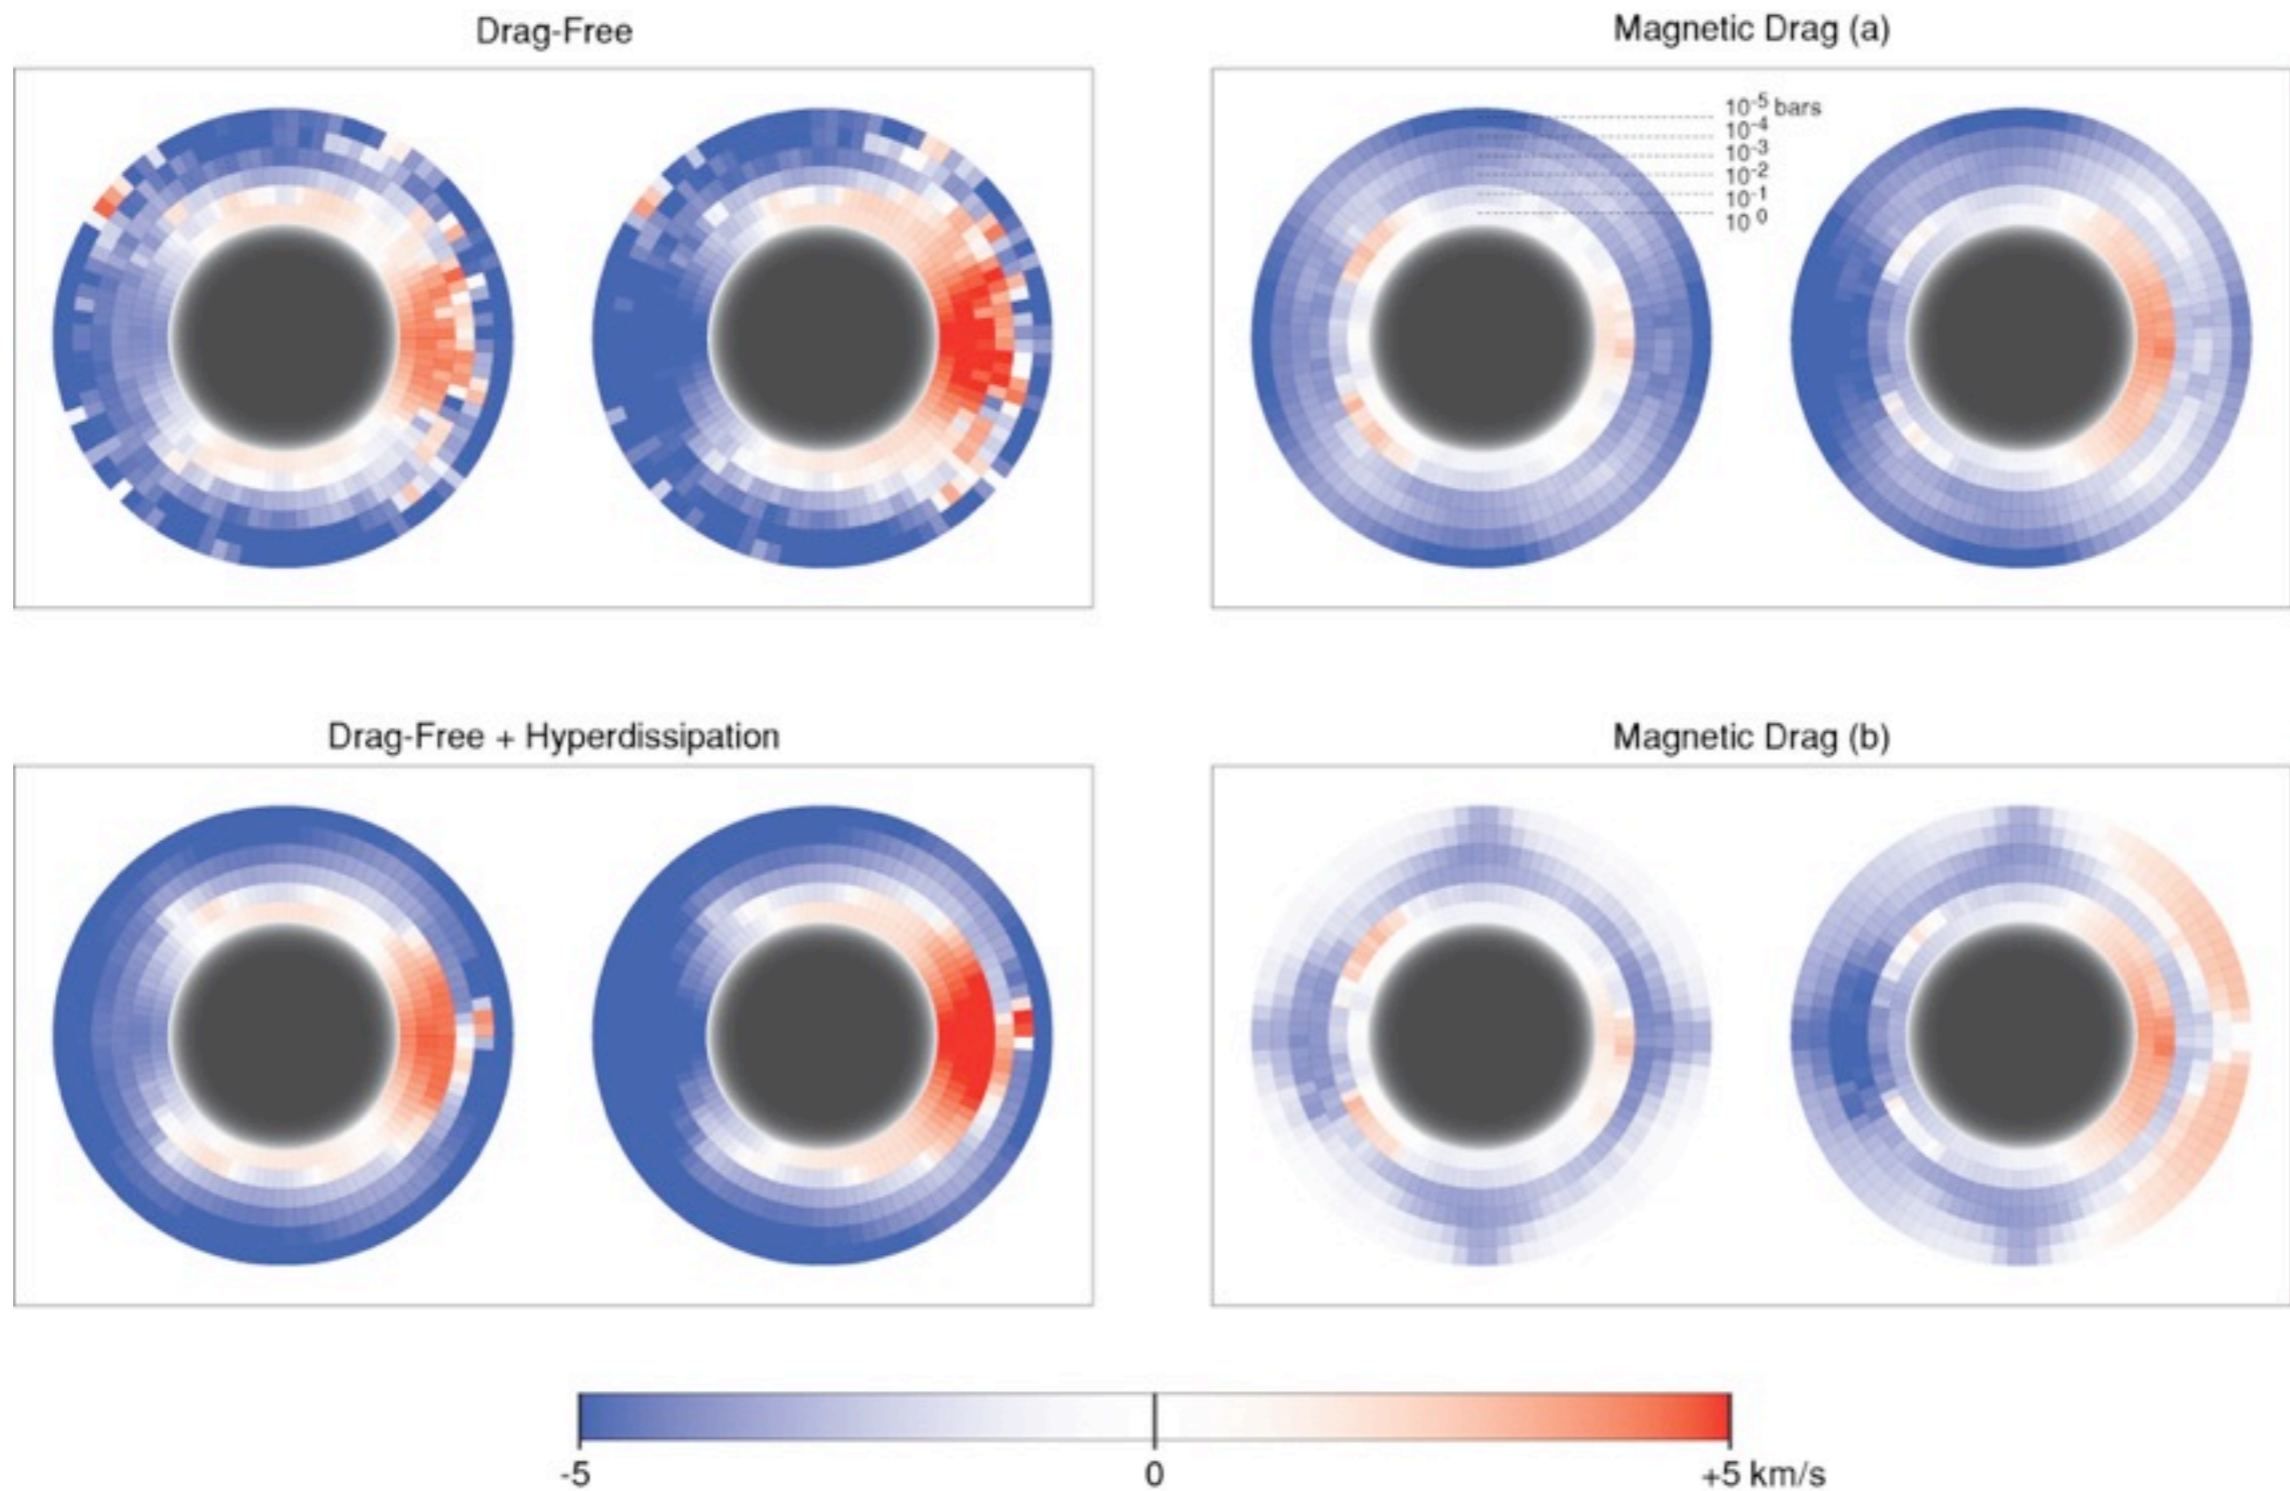 Drag-Free
Magnetic Drag (a)
10-5 bars
10-4
10-3
10-2
10-1
10 0
Drag-Free + Hyperdissipation
Magnetic Drag (b)
-5
0
+5 km/s